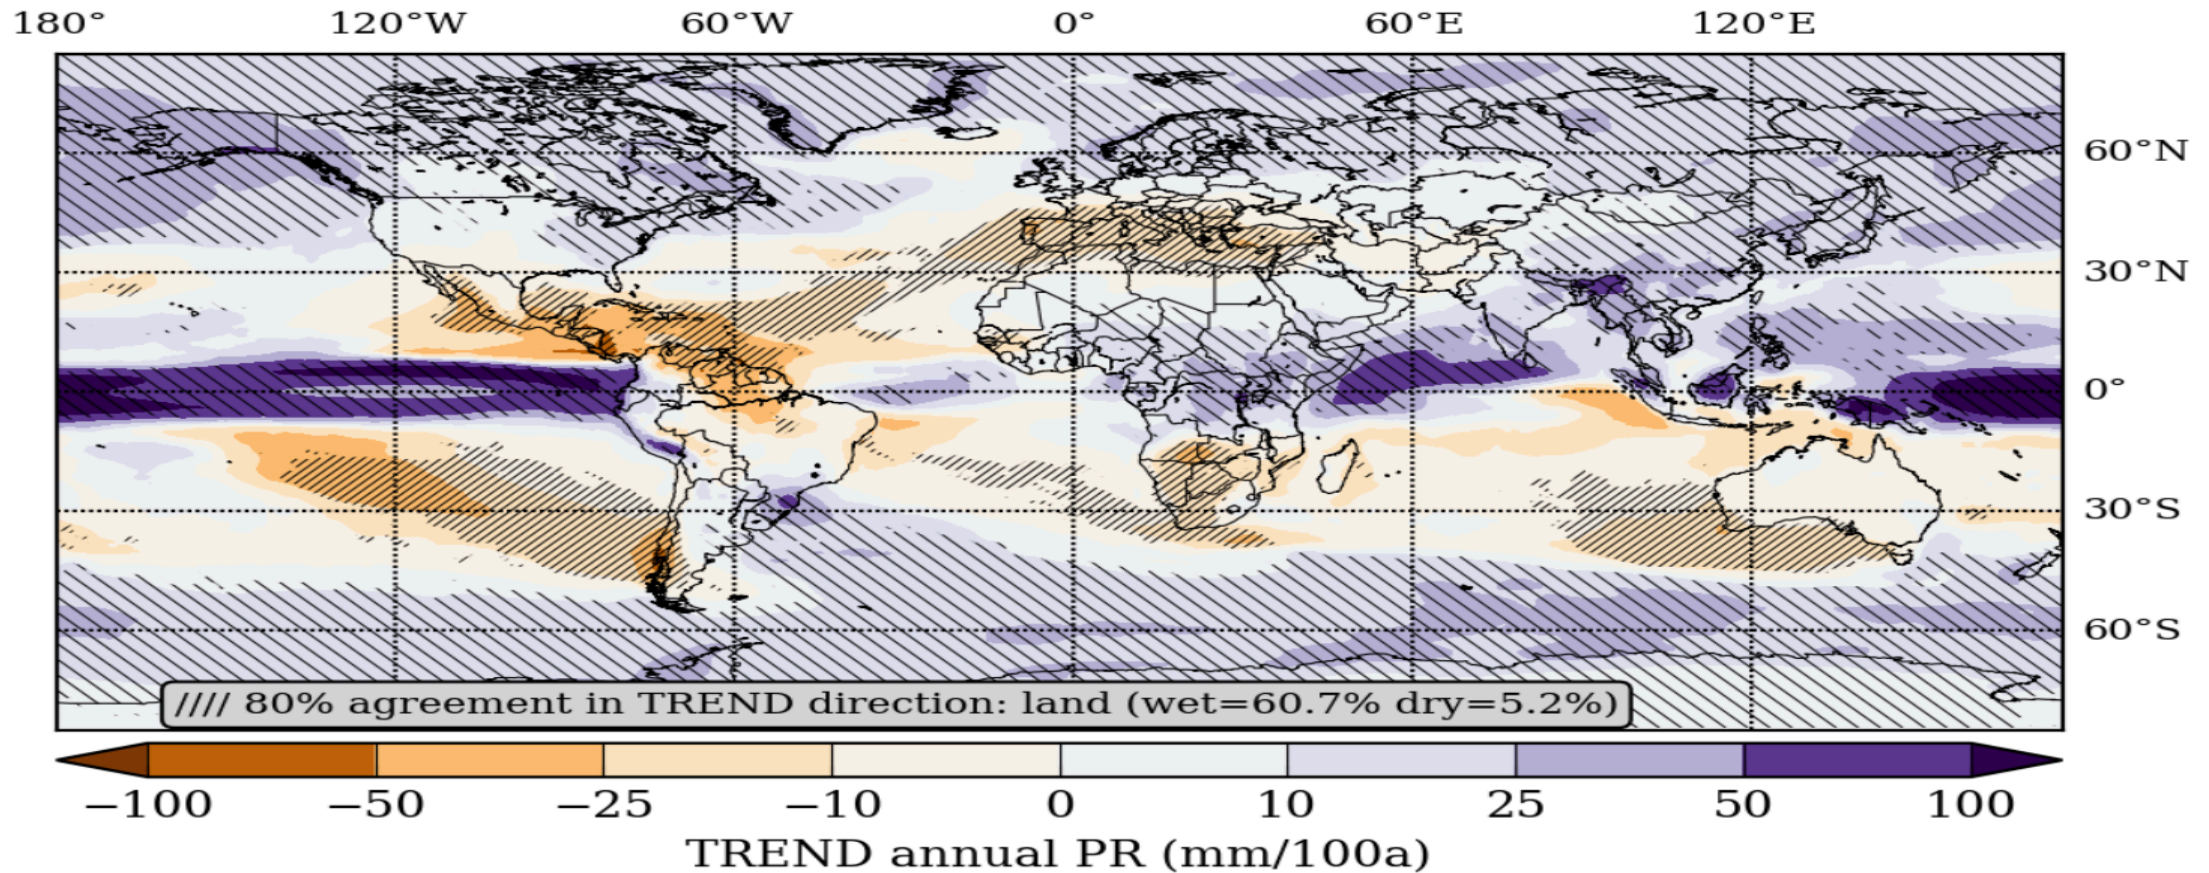 180° 120°W 60°W 0° 60°E 120°E
60°N
30°N
0°
30°S
60°S
//// 80% agreement in TREND direction: land (wet=60.7% dry=5.2%)
−100 −50 −25 −10 0 10 25 50 100
TREND annual PR (mm/100a)